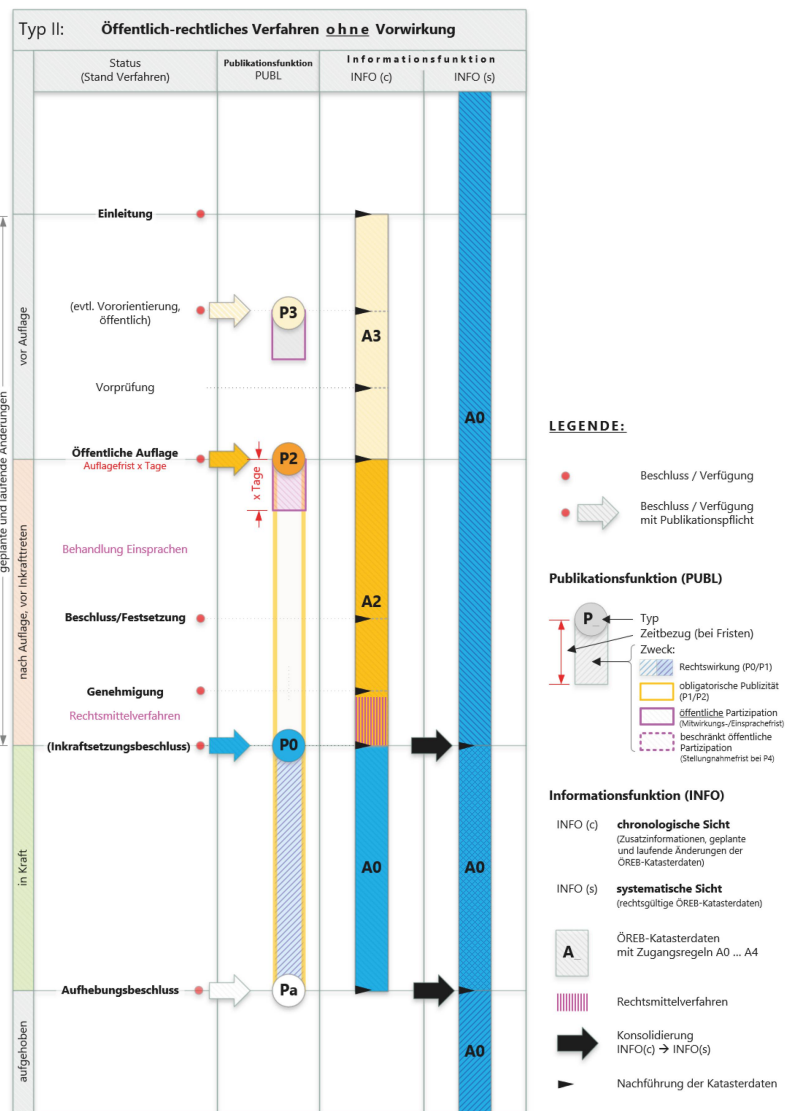 Typ II: Öffentlich-rechtliches Verfahren ohne Vorwirkung
Status
(Stand Verfahren)
Publikationsfunktion
PUBL
Informationsfunktion
INFO (c)
INFO (s)
geplante und laufende Änderungen
vor Auflage
nach Auflage, vor Inkrafttreten
in Kraft
aufgehoben
Einleitung
(evtl. Vororientierung,
öffentlich)
P3
A3
Vorprüfung
A0
Öffentliche Auflage
Auflagefrist x Tage
P2
x Tage
Behandlung Einsprachen
A2
Beschluss/Festsetzung
Genehmigung
Rechtsmittelverfahren
(Inkraftsetzungsbeschluss)
P0
A0
A0
Aufhebungsbeschluss
Pa
A0
LEGENDE:
Beschluss / Verfügung
Beschluss / Verfügung
mit Publikationspflicht
Publikationsfunktion (PUBL)
P_
Typ
Zeitbezug (bei Fristen)
Zweck:
Rechtswirkung (P0/P1)
obligatorische Publizität
(P1/P2)
öffentliche Partizipation
(Mitwirkungs-/Einsprachefrist)
beschränkt öffentliche
Partizipation
(Stellungnahmefrist bei P4)
Informationsfunktion (INFO)
INFO (c) chronologische Sicht
(Zusatzinformationen, geplante
und laufende Änderungen der
ÖREB-Katasterdaten)
INFO (s) systematische Sicht
(rechtsgültige ÖREB-Katasterdaten)
A_
ÖREB-Katasterdaten
mit Zugangsregeln A0 ... A4
Rechtsmittelverfahren
Konsolidierung
INFO(c) → INFO(s)
Nachführung der Katasterdaten